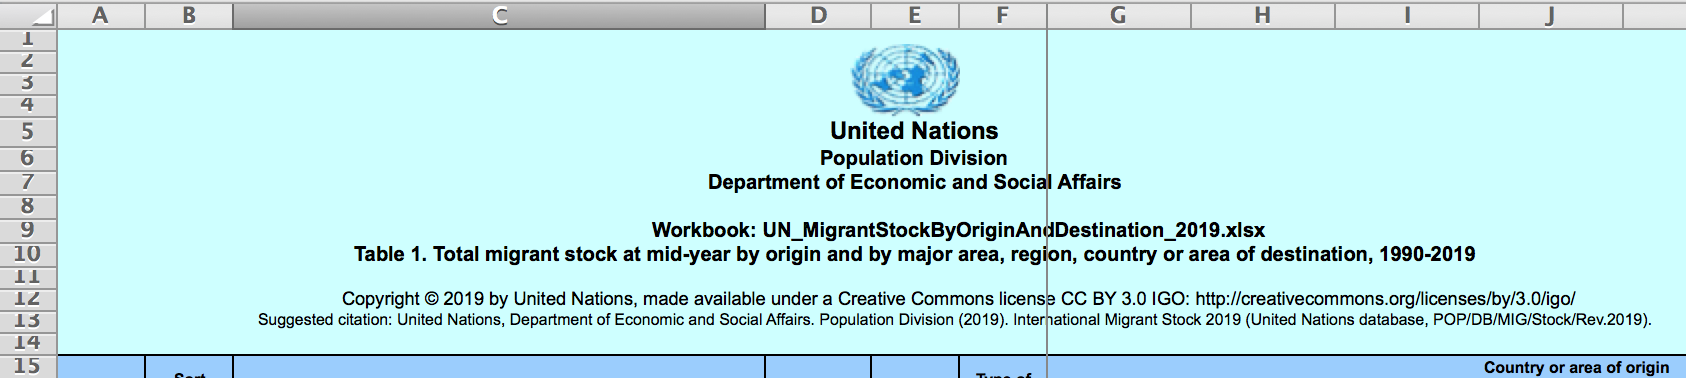 A B C D E F G H I J
1
2
3
4
5 United Nations
6 Population Division
7 Department of Economic and Social Affairs
8
9 Workbook: UN_MigrantStockByOriginAndDestination_2019.xlsx
10 Table 1. Total migrant stock at mid-year by origin and by major area, region, country or area of destination, 1990-2019
11
12 Copyright © 2019 by United Nations, made available under a Creative Commons license CC BY 3.0 IGO: http://creativecommons.org/licenses/by/3.0/igo/
13 Suggested citation: United Nations, Department of Economic and Social Affairs. Population Division (2019). International Migrant Stock 2019 (United Nations database, POP/DB/MIG/Stock/Rev.2019).
14
15 Country or area of origin
Sort Type of